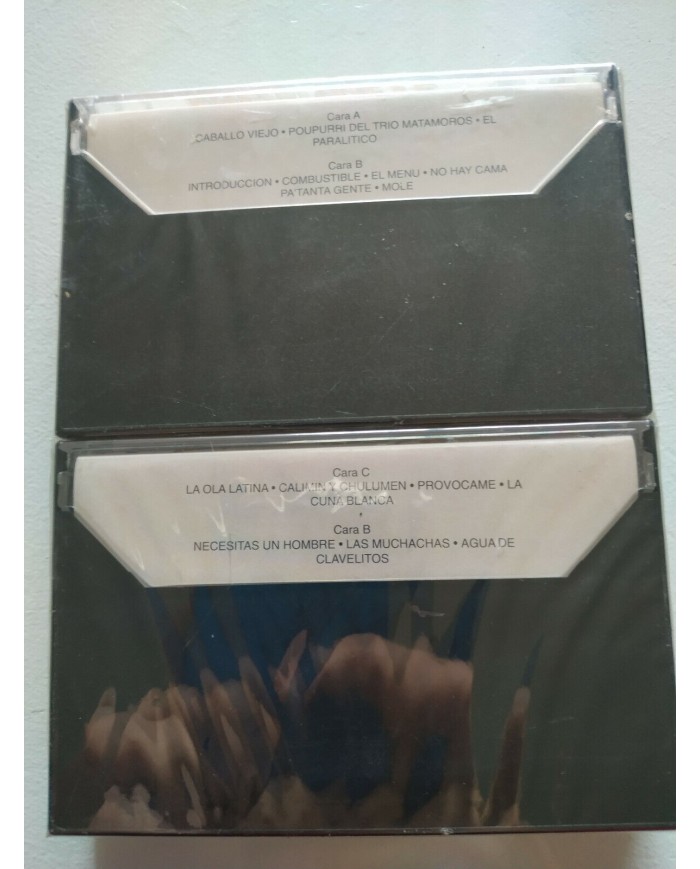 Cara A
CABALLO VIEJO • POUPURRI DEL TRIO MATAMOROS • EL
PARALITICO
Cara B
INTRODUCCION • COMBUSTIBLE • EL MENU • NO HAY CAMA
PA'TANTA GENTE • MOLE
Cara C
LA OLA LATINA • CALIMIN Y CHULUMEN • PROVOCAME • LA
CUNA BLANCA
Cara B
NECESITAS UN HOMBRE • LAS MUCHACHAS • AGUA DE
CLAVELITOS